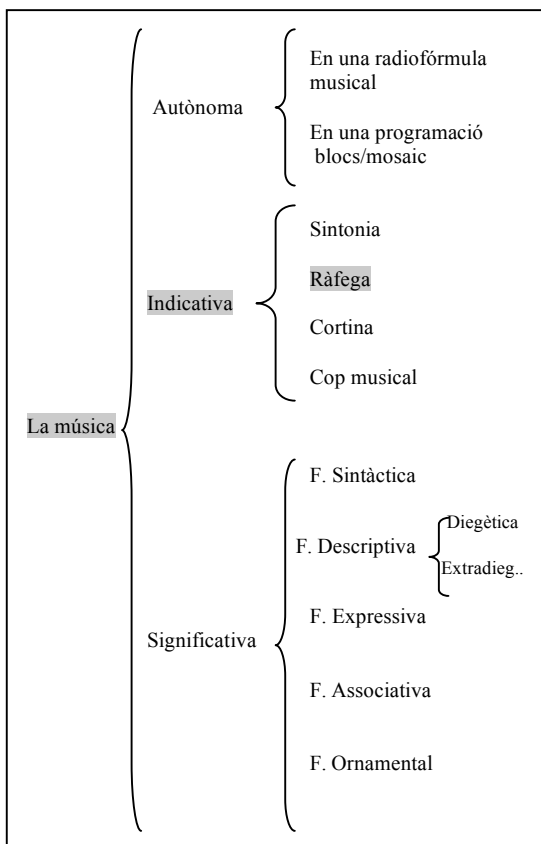 La música
Autònoma
En una radiofórmula
musical
En una programació
blocs/mosaic
Indicativa
Sintonia
Ràfega
Cortina
Cop musical
Significativa
F. Sintàctica
F. Descriptiva
Diegètica
Extradieg..
F. Expressiva
F. Associativa
F. Ornamental